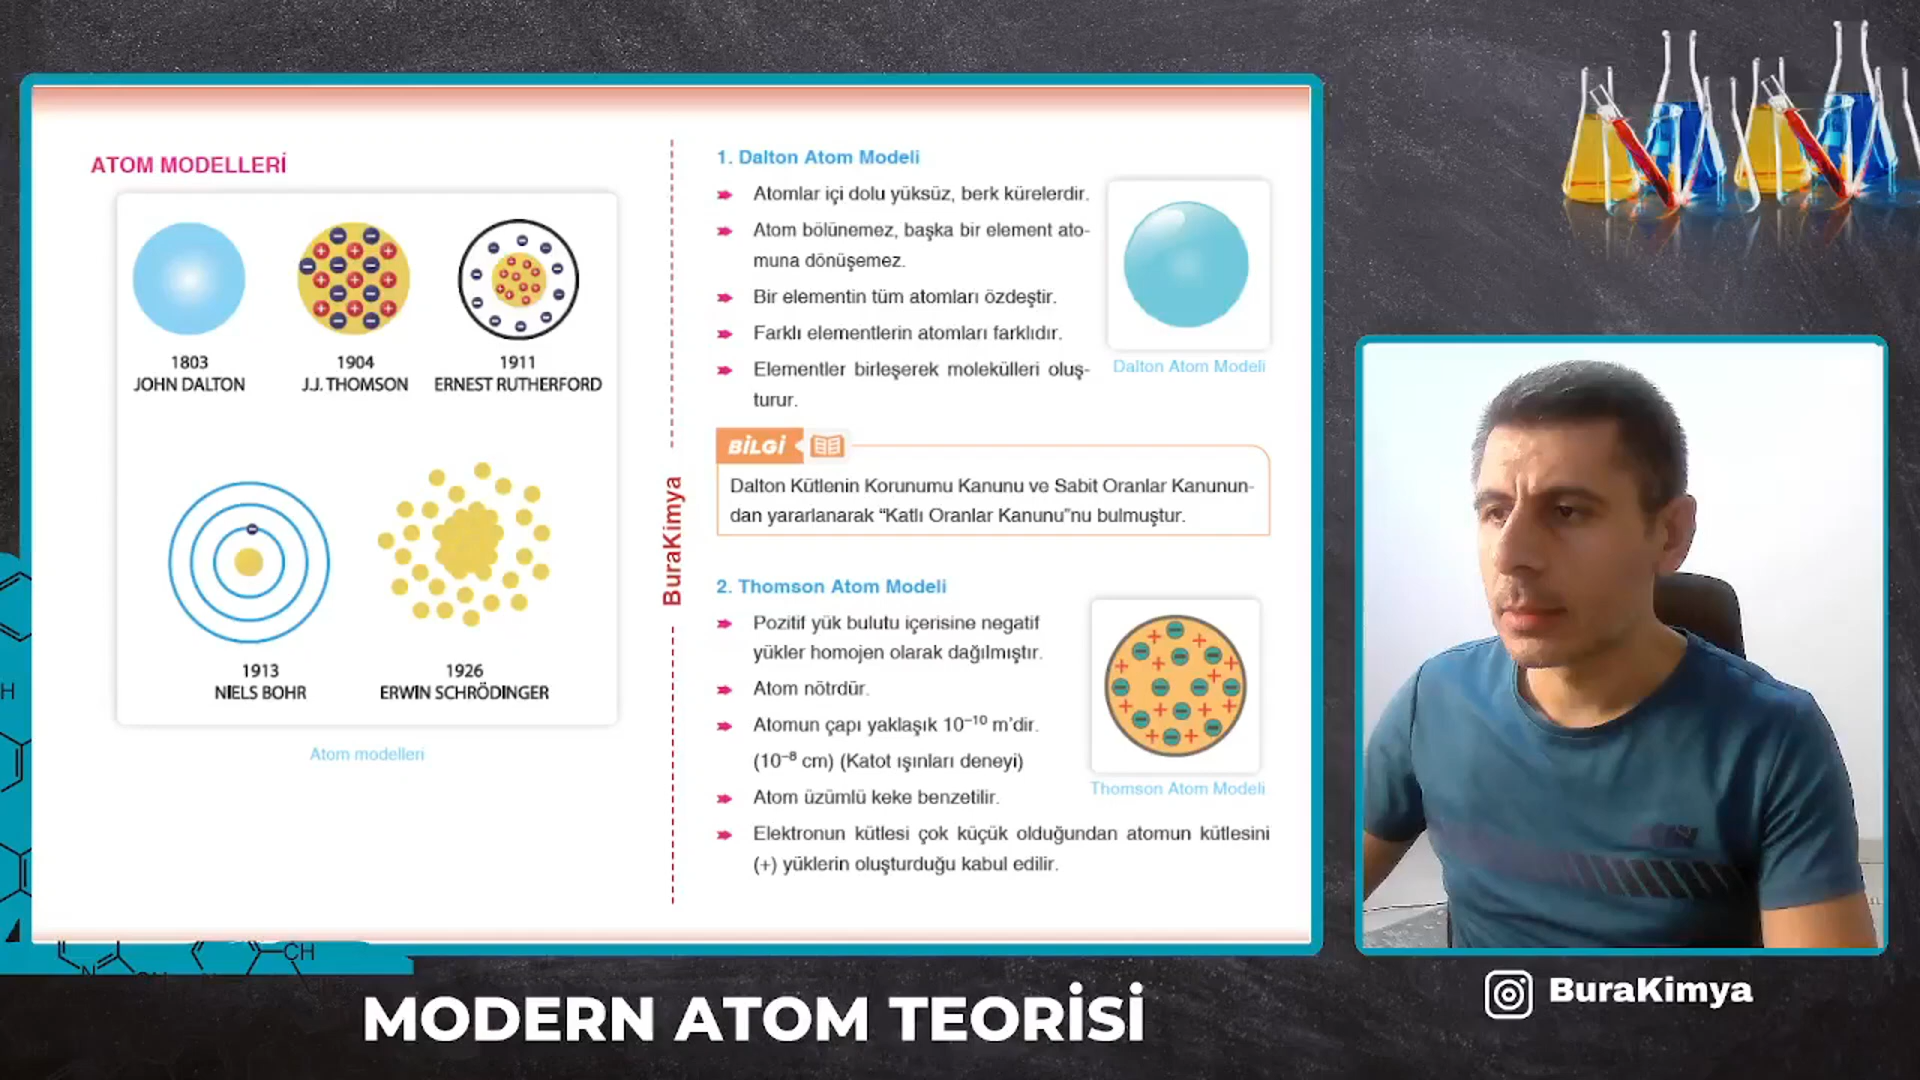 ATOM MODELLERİ
1803
JOHN DALTON
1904
J.J. THOMSON
1911
ERNEST RUTHERFORD
1913
NIELS BOHR
1926
ERWIN SCHRÖDINGER
Atom modelleri
BuraKimya
1. Dalton Atom Modeli
Atomlar içi dolu yüksüz, berk kürelerdir.
Atom bölünemez, başka bir element ato-
muna dönüşemez.
Bir elementin tüm atomları özdeştir.
Farklı elementlerin atomları farklıdır.
Elementler birleşerek molekülleri oluş-
turur.
Dalton Atom Modeli
BİLGİ
Dalton Kütlenin Korunumu Kanunu ve Sabit Oranlar Kanunun-
dan yararlanarak “Katlı Oranlar Kanunu”nu bulmuştur.
2. Thomson Atom Modeli
Pozitif yük bulutu içerisine negatif
yükler homojen olarak dağılmıştır.
Atom nötrdür.
Atomun çapı yaklaşık 10⁻¹⁰ m’dir.
(10⁻⁸ cm) (Katot ışınları deneyi)
Atom üzümlü keke benzetilir.
Elektronun kütlesi çok küçük olduğundan atomun kütlesini
(+) yüklerin oluşturduğu kabul edilir.
Thomson Atom Modeli
H
N
CH
MODERN ATOM TEORİSİ
BuraKimya